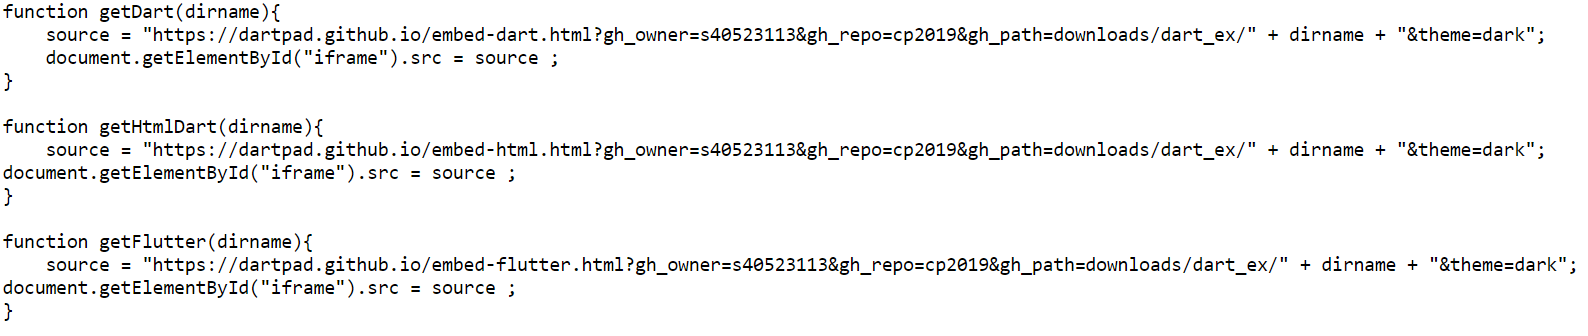 function getDart(dirname){
    source = "https://dartpad.github.io/embed-dart.html?gh_owner=s40523113&gh_repo=cp2019&gh_path=downloads/dart_ex/" + dirname + "&theme=dark";
    document.getElementById("iframe").src = source ;
}

function getHtmlDart(dirname){
    source = "https://dartpad.github.io/embed-html.html?gh_owner=s40523113&gh_repo=cp2019&gh_path=downloads/dart_ex/" + dirname + "&theme=dark";
document.getElementById("iframe").src = source ;
}

function getFlutter(dirname){
    source = "https://dartpad.github.io/embed-flutter.html?gh_owner=s40523113&gh_repo=cp2019&gh_path=downloads/dart_ex/" + dirname + "&theme=dark";
document.getElementById("iframe").src = source ;
}